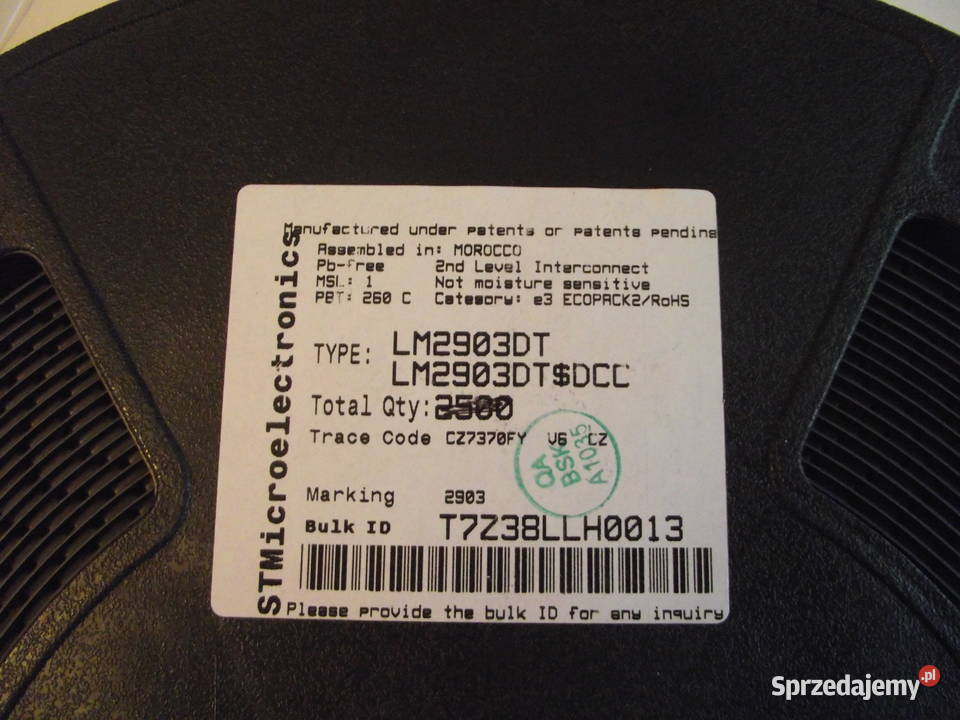 STMicroelectronics
Manufactured under patents or patents pending
Assembled in: MOROCCO
Pb-free 2nd Level Interconnect
MSL: 1 Not moisture sensitive
PBT: 260 C Category: e3 ECOPACK2/RoHS
TYPE: LM2903DT
LM2903DT$DCC
Total Qty: 2500
Trace Code CZ7370FY V6 CZ
QA
BSK
A1035
Marking 2903
Bulk ID T7Z38LLH0013
Please provide the bulk ID for any inquiry
Sprzedajemy.pl